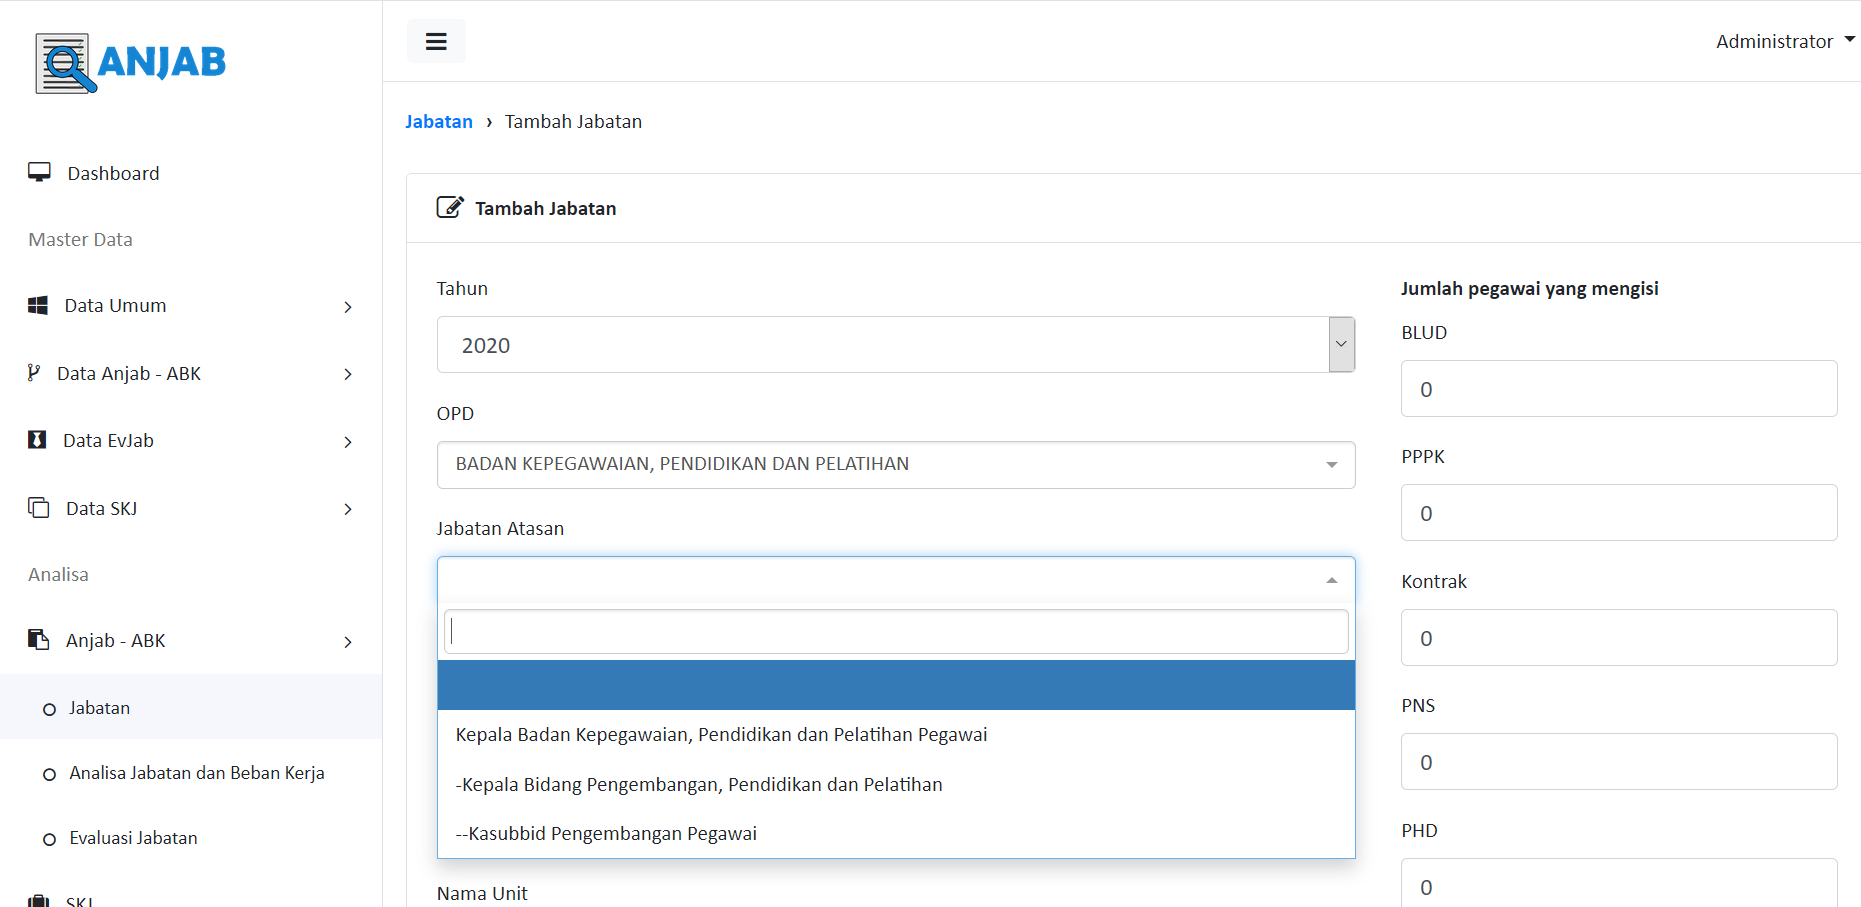 ANJAB
Administrator
Jabatan › Tambah Jabatan
Dashboard
Master Data
Data Umum
Data Anjab - ABK
Data EvJab
Data SKJ
Analisa
Anjab - ABK
Jabatan
Analisa Jabatan dan Beban Kerja
Evaluasi Jabatan
SKJ
Tambah Jabatan
Tahun
2020
OPD
BADAN KEPEGAWAIAN, PENDIDIKAN DAN PELATIHAN
Jabatan Atasan
Kepala Badan Kepegawaian, Pendidikan dan Pelatihan Pegawai
-Kepala Bidang Pengembangan, Pendidikan dan Pelatihan
--Kasubbid Pengembangan Pegawai
Nama Unit
Jumlah pegawai yang mengisi
BLUD
0
PPPK
0
Kontrak
0
PNS
0
PHD
0